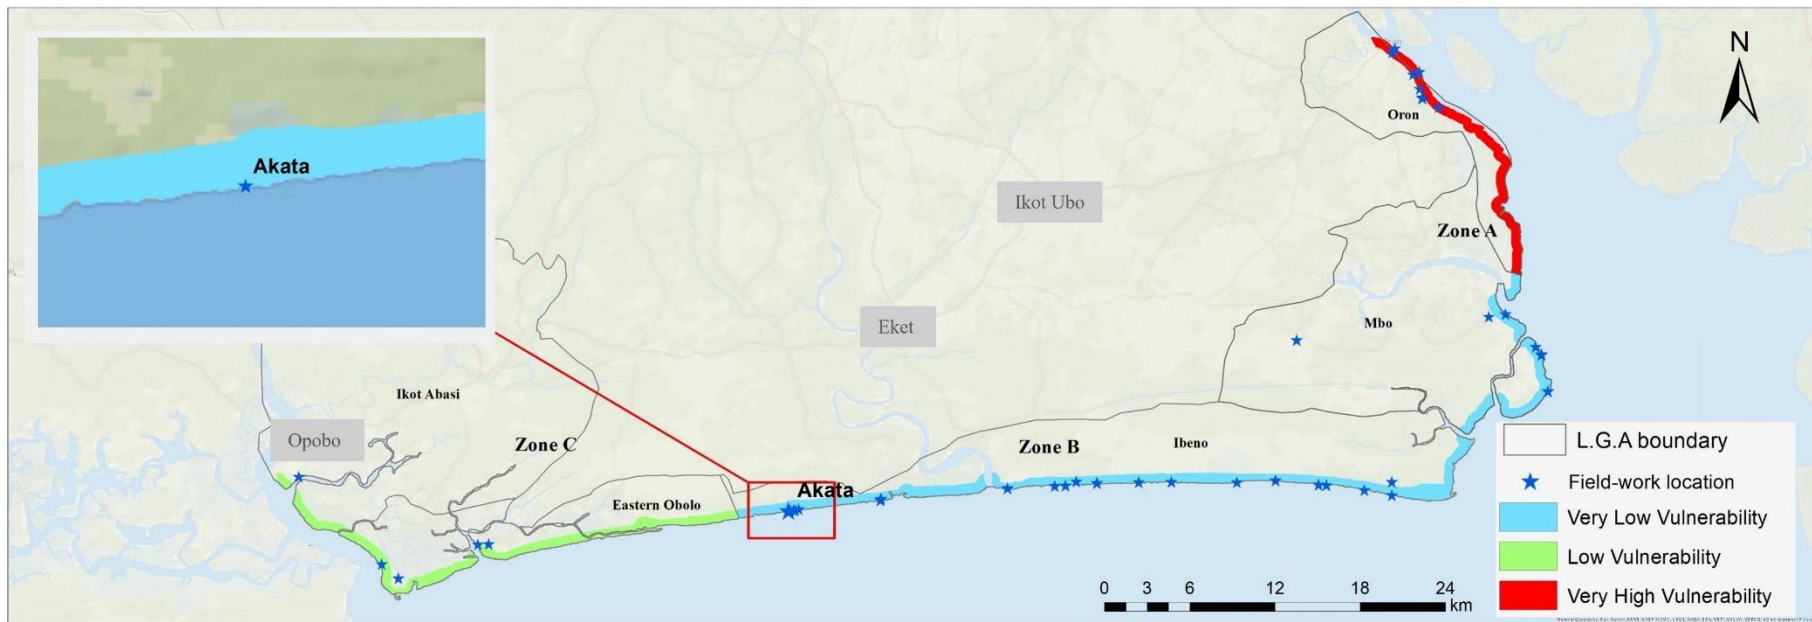 N
Akata
Oron
Ikot Ubo
Zone A
Eket
Mbo
Ikot Abasi
Opobo
Zone C
Zone B
Ibeno
Akata
Eastern Obolo
L.G.A boundary
Field-work location
Very Low Vulnerability
Low Vulnerability
Very High Vulnerability
0 3 6 12 18 24
km